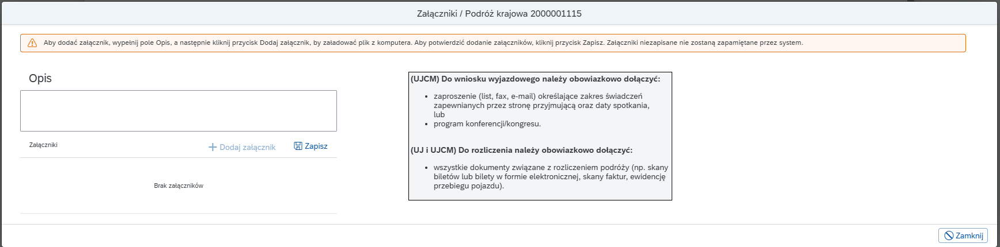 Załączniki / Podróż krajowa 2000001115
Aby dodać załącznik, wypełnij pole Opis, a następnie kliknij przycisk Dodaj załącznik, by załadować plik z komputera. Aby potwierdzić dodanie załączników, kliknij przycisk Zapisz. Załączniki niezapisane nie zostaną zapamiętane przez system.
Opis
Załączniki
Dodaj załącznik
Zapisz
Brak załączników
(UJCM) Do wniosku wyjazdowego należy obowiazkowo dołączyć:
• zaproszenie (list, fax, e-mail) określające zakres świadczeń
zapewnianych przez stronę przyjmującą oraz daty spotkania,
lub
• program konferencji/kongresu.
(UJ i UJCM) Do rozliczenia należy obowiazkowo dołączyć:
• wszystkie dokumenty związane z rozliczeniem podróży (np. skany
biletów lub bilety w formie elektronicznej, skany faktur, ewidencję
przebiegu pojazdu).
Zamknij